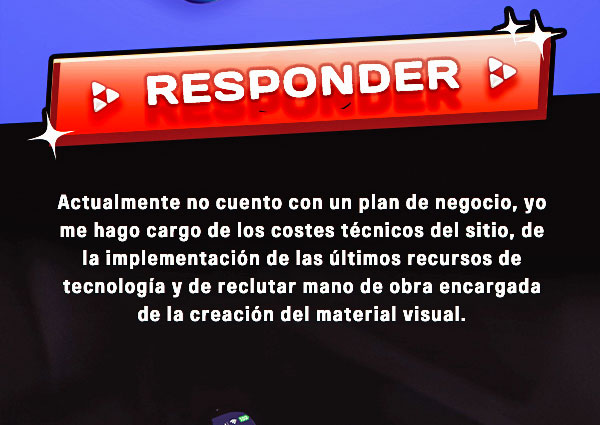 RESPONDER
Actualmente no cuento con un plan de negocio, yo
me hago cargo de los costes técnicos del sitio, de
la implementación de las últimos recursos de
tecnología y de reclutar mano de obra encargada
de la creación del material visual.